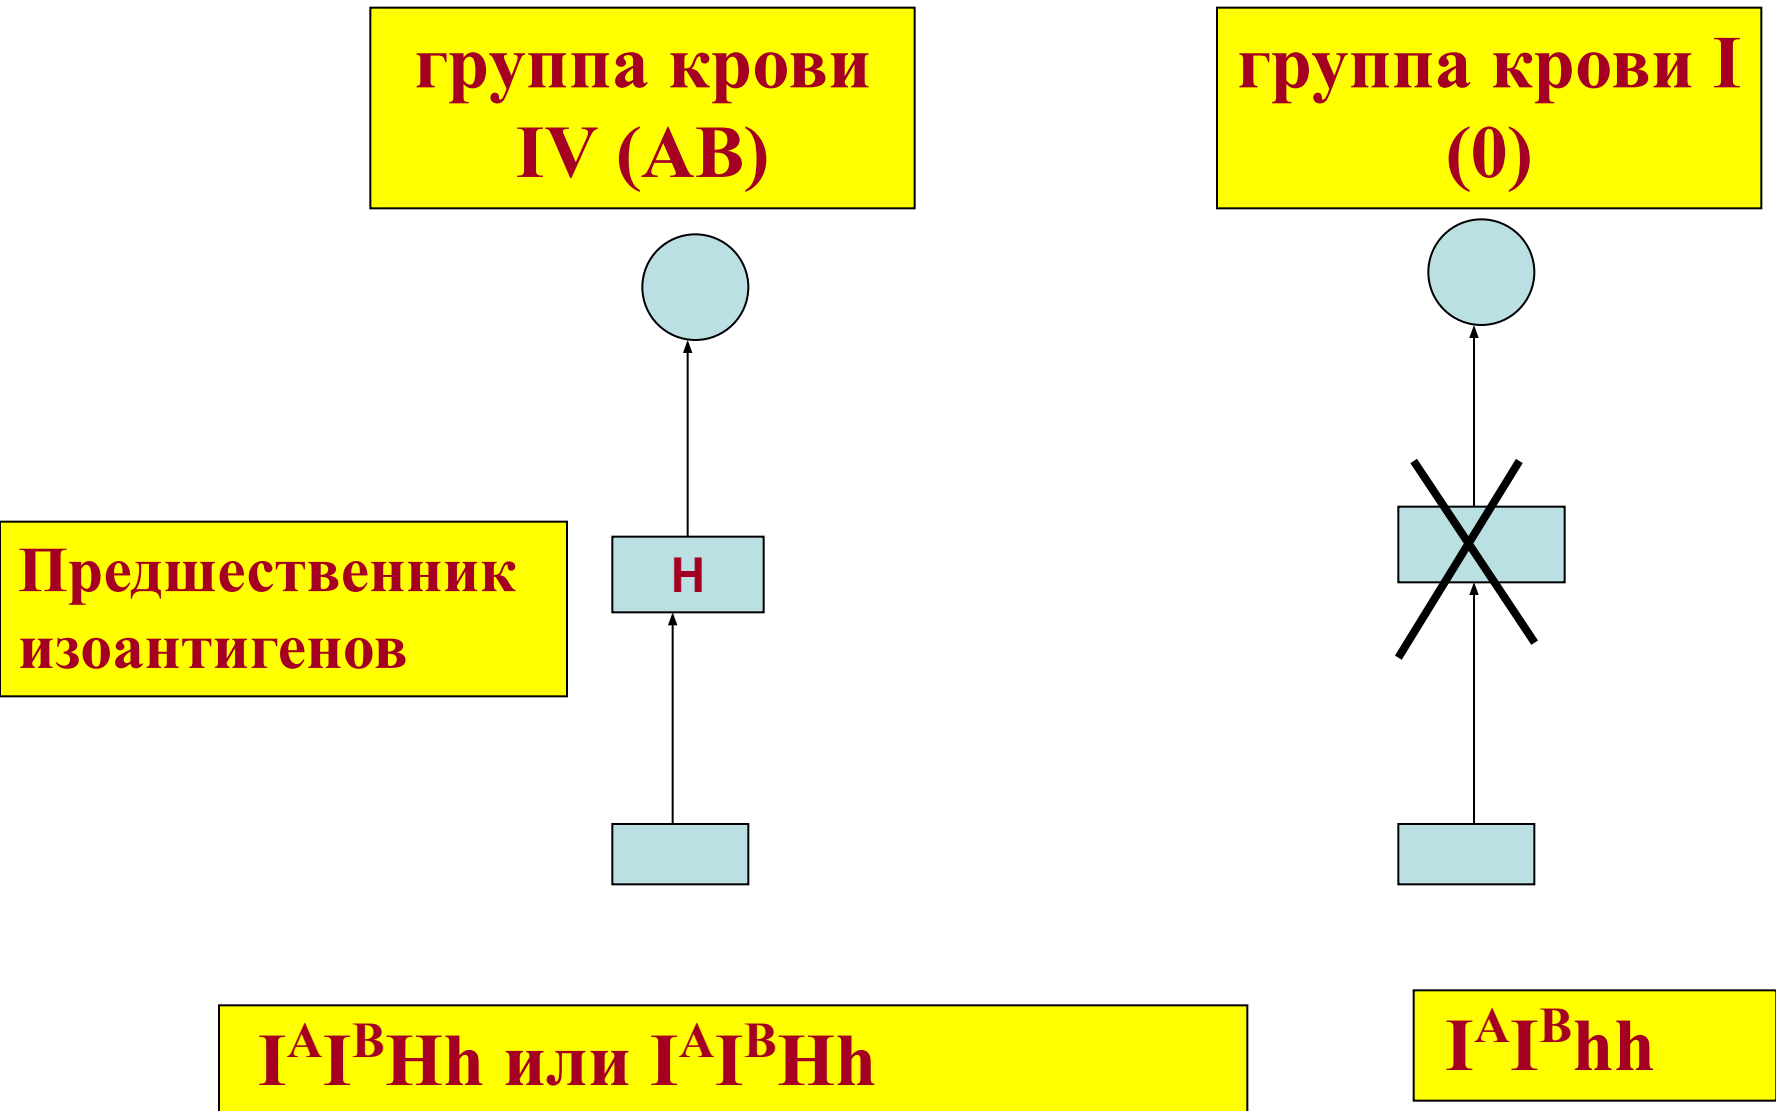 группа крови
IV (AB)
группа крови I
(0)
Предшественник
изоантигенов
H
IᴬIᴮHh или IᴬIᴮHh
IᴬIᴮhh